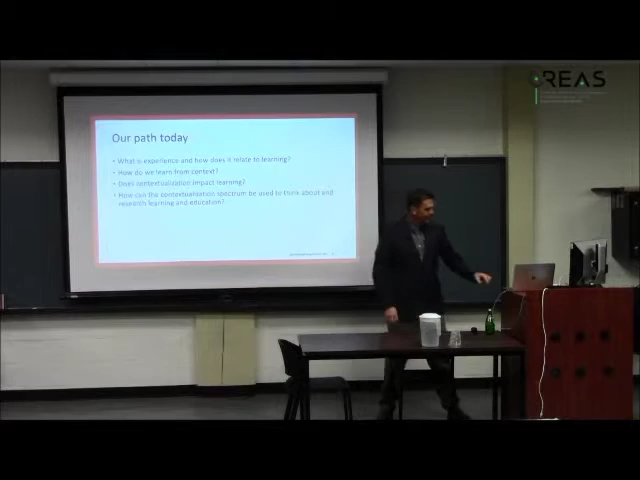 CREAS
Our path today
• What is experience and how does it relate to learning?
• How do we learn from context?
• Does contextualization impact learning?
• How can the contextualization spectrum be used to think about and
research learning and education?